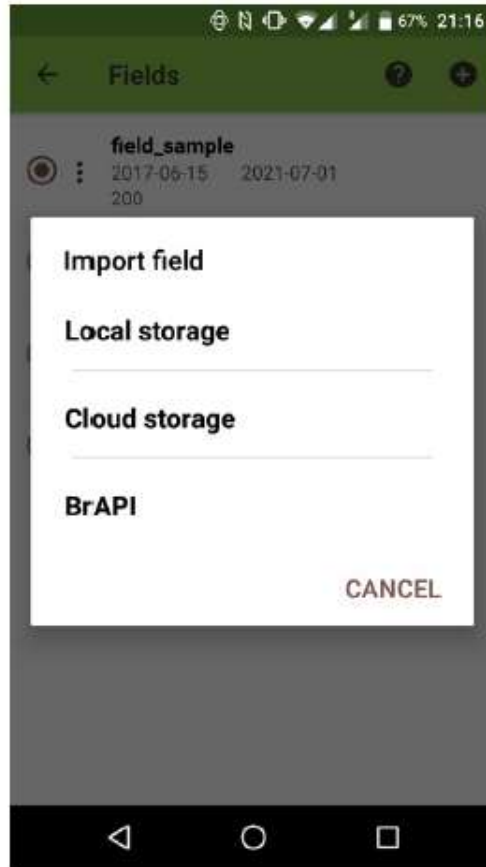 67% 21:16
Fields
field_sample
2017-06-15 2021-07-01
200
Import field
Local storage
Cloud storage
BrAPI
CANCEL